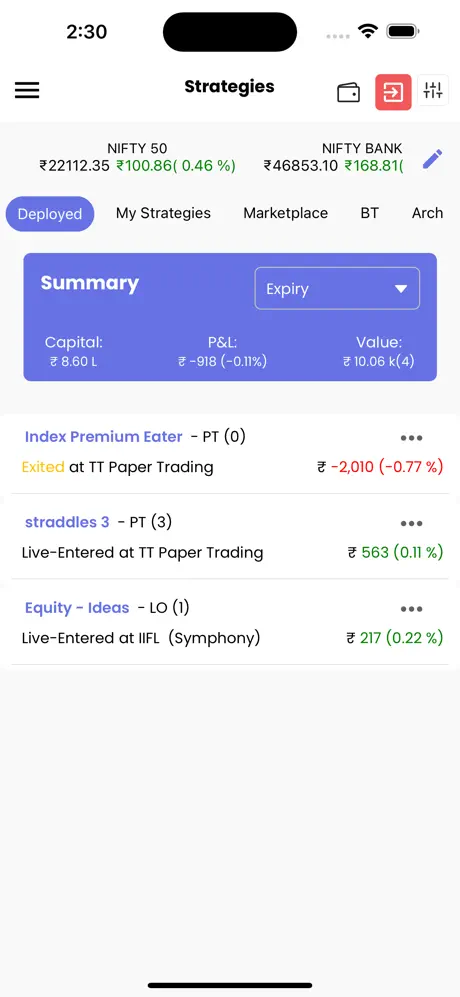 2:30
Strategies
NIFTY 50
₹22112.35 ₹100.86( 0.46 %)
NIFTY BANK
₹46853.10 ₹168.81(
Deployed My Strategies Marketplace BT Arch
Summary
Expiry
Capital: P&L: Value:
₹ 8.60 L ₹ -918 (-0.11%) ₹ 10.06 k(4)
Index Premium Eater - PT (0)
Exited at TT Paper Trading ₹ -2,010 (-0.77 %)
straddles 3 - PT (3)
Live-Entered at TT Paper Trading ₹ 563 (0.11 %)
Equity - Ideas - LO (1)
Live-Entered at IIFL (Symphony) ₹ 217 (0.22 %)